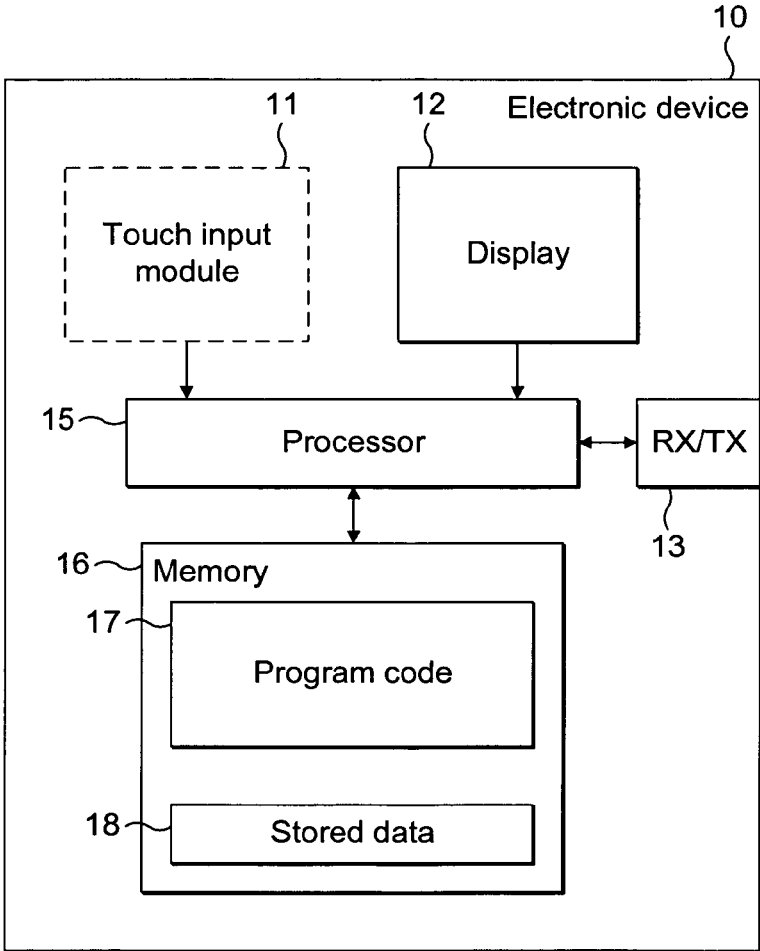 10
Electronic device
11
12
Touch input
module
Display
15
Processor
RX/TX
13
16
Memory
17
Program code
18
Stored data